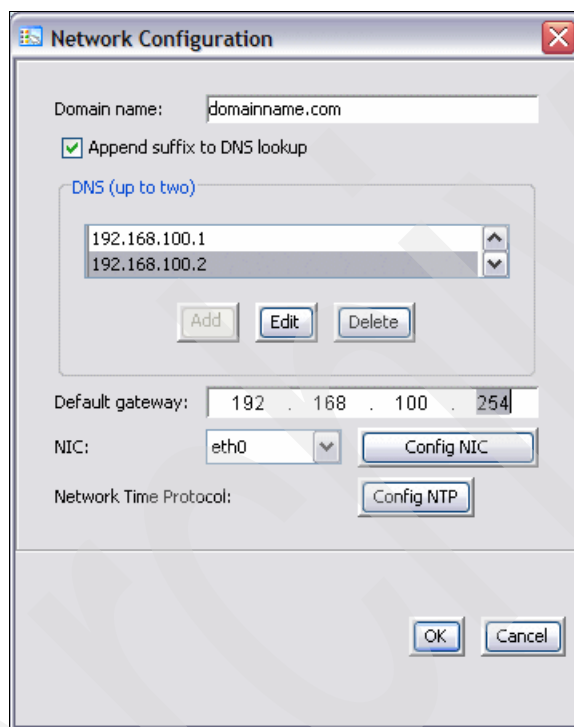 Network Configuration
Domain name: domainname.com
Append suffix to DNS lookup
DNS (up to two)
192.168.100.1
192.168.100.2
Add Edit Delete
Default gateway: 192 . 168 . 100 . 254
NIC: eth0 Config NIC
Network Time Protocol: Config NTP
OK Cancel